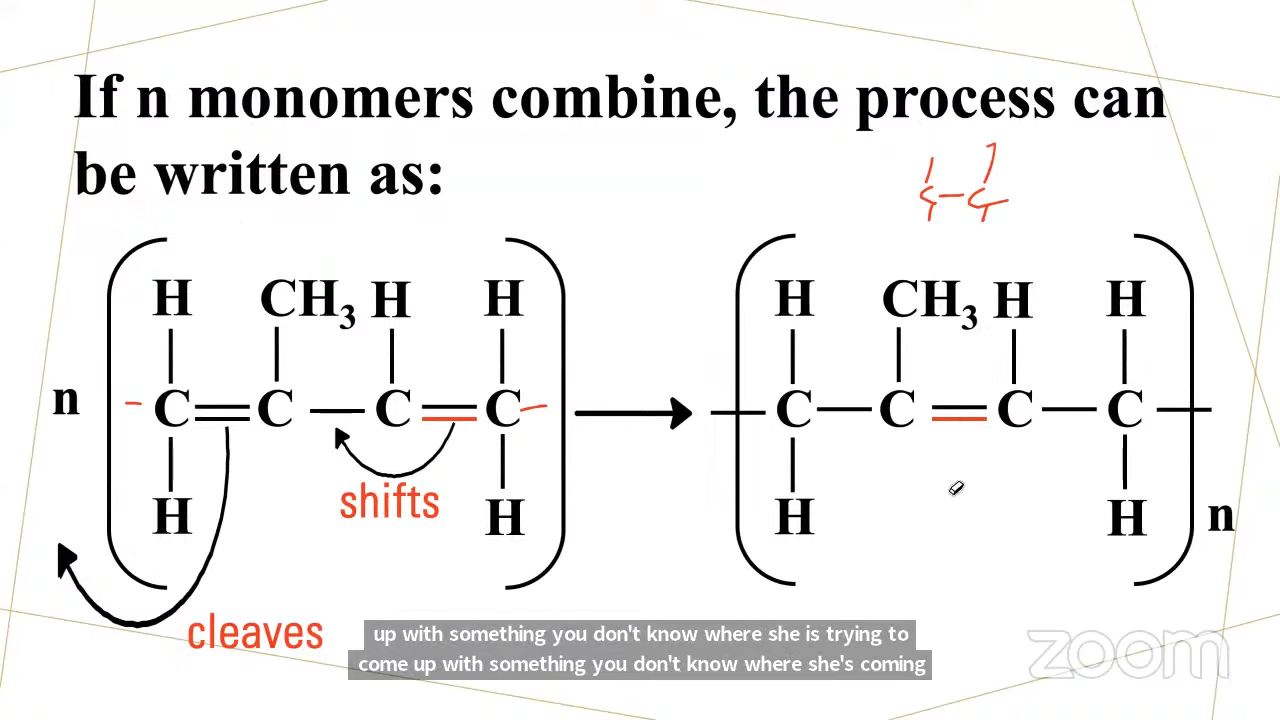 If n monomers combine, the process can
be written as:
H CH₃ H H H CH₃ H H
n C C C C C C C C
shifts
H H H H n
cleaves
up with something you don't know where she is trying to
come up with something you don't know where she's coming
zoom